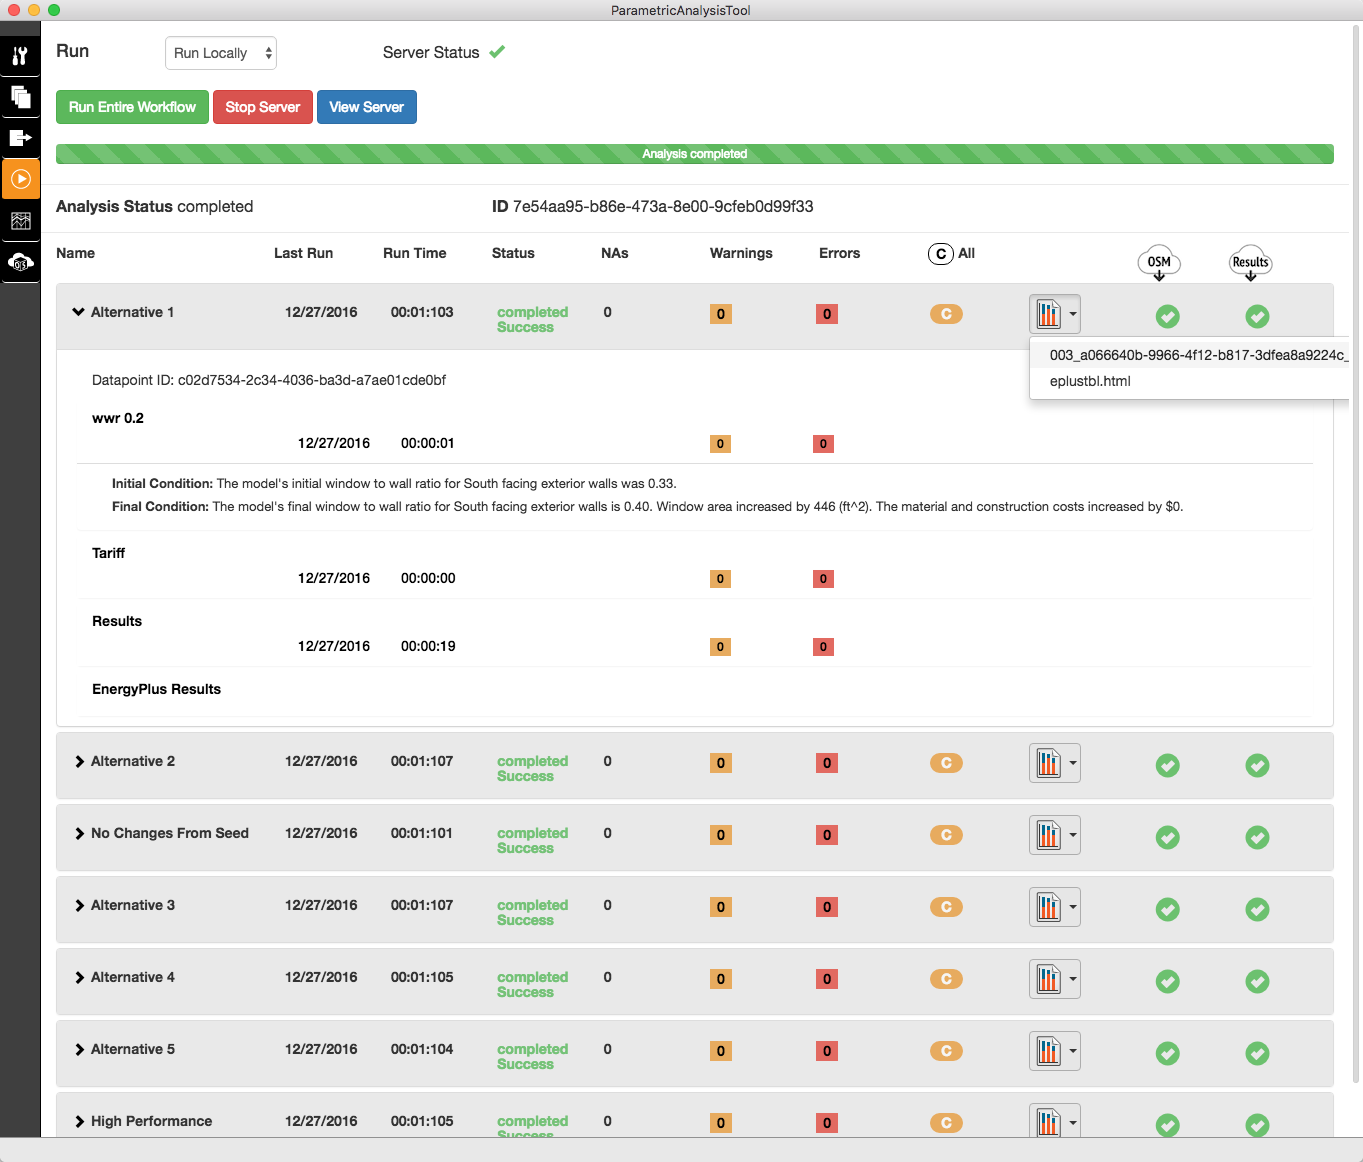 ParametricAnalysisTool
Run Run Locally Server Status
Run Entire Workflow Stop Server View Server
Analysis completed
Analysis Status completed ID 7e54aa95-b86e-473a-8e00-9cfeb0d99f33
Name Last Run Run Time Status NAs Warnings Errors C All OSM Results
Alternative 1 12/27/2016 00:01:103 completed 0 0 0 C
Success
003_a066640b-9966-4f12-b817-3dfea8a9224c_
eplustbl.html
Datapoint ID: c02d7534-2c34-4036-ba3d-a7ae01cde0bf
wwr 0.2
12/27/2016 00:00:01 0 0
Initial Condition: The model's initial window to wall ratio for South facing exterior walls was 0.33.
Final Condition: The model's final window to wall ratio for South facing exterior walls is 0.40. Window area increased by 446 (ft^2). The material and construction costs increased by $0.
Tariff
12/27/2016 00:00:00 0 0
Results
12/27/2016 00:00:19 0 0
EnergyPlus Results
Alternative 2 12/27/2016 00:01:107 completed 0 0 0 C
Success
No Changes From Seed 12/27/2016 00:01:101 completed 0 0 0 C
Success
Alternative 3 12/27/2016 00:01:107 completed 0 0 0 C
Success
Alternative 4 12/27/2016 00:01:105 completed 0 0 0 C
Success
Alternative 5 12/27/2016 00:01:104 completed 0 0 0 C
Success
High Performance 12/27/2016 00:01:105 completed 0 0 0 C
Success